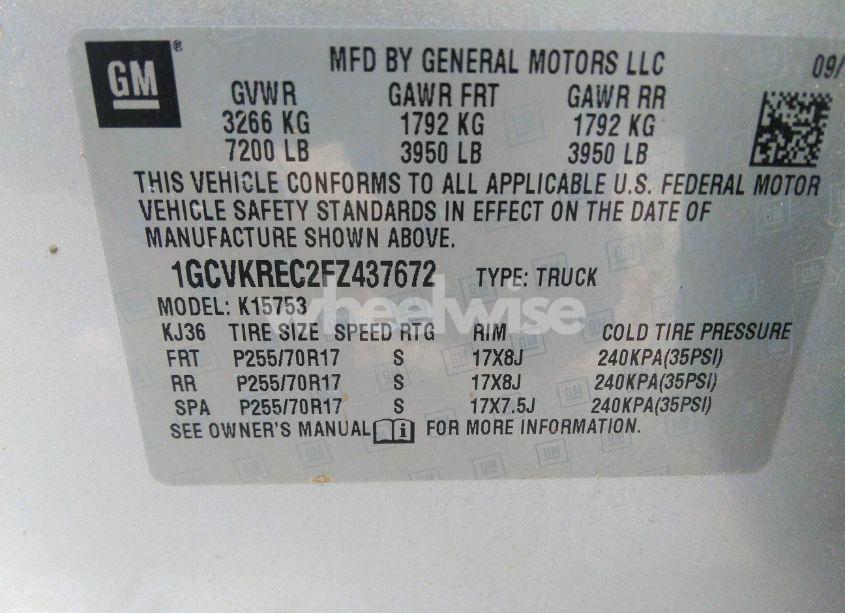 GM®
MFD BY GENERAL MOTORS LLC 09/
GVWR GAWR FRT GAWR RR
3266 KG 1792 KG 1792 KG
7200 LB 3950 LB 3950 LB
THIS VEHICLE CONFORMS TO ALL APPLICABLE U.S. FEDERAL MOTOR
VEHICLE SAFETY STANDARDS IN EFFECT ON THE DATE OF
MANUFACTURE SHOWN ABOVE.
1GCVKREC2FZ437672 TYPE: TRUCK
MODEL: K15753
wheelwise
KJ36 TIRE SIZE SPEED RTG RIM COLD TIRE PRESSURE
FRT P255/70R17 S 17X8J 240KPA(35PSI)
RR P255/70R17 S 17X8J 240KPA(35PSI)
SPA P255/70R17 S 17X7.5J 240KPA(35PSI)
SEE OWNER'S MANUAL FOR MORE INFORMATION.